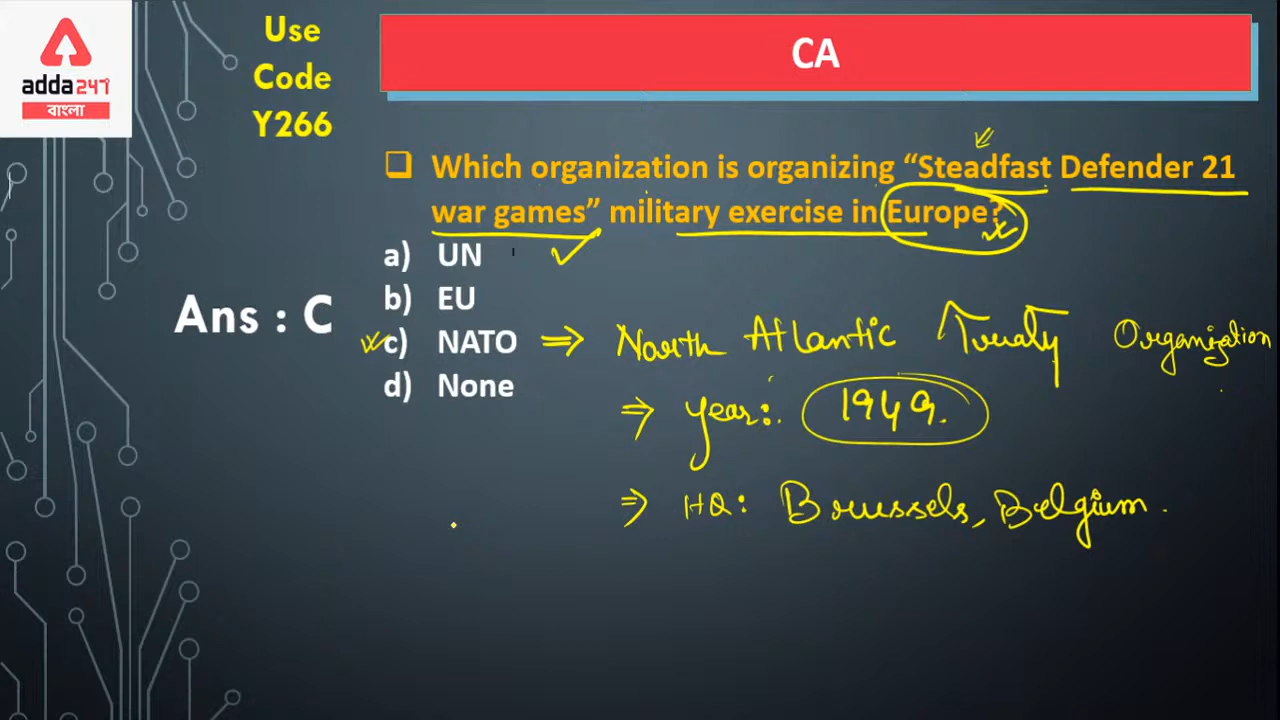 adda247
বাংলা
Use
Code
Y266
CA
Which organization is organizing “Steadfast Defender 21
war games” military exercise in Europe?
a) UN
b) EU
Ans : C
c) NATO ⇒ North Atlantic Treaty Organization
d) None
⇒ year: 1949.
⇒ HQ: Brussels, Belgium.